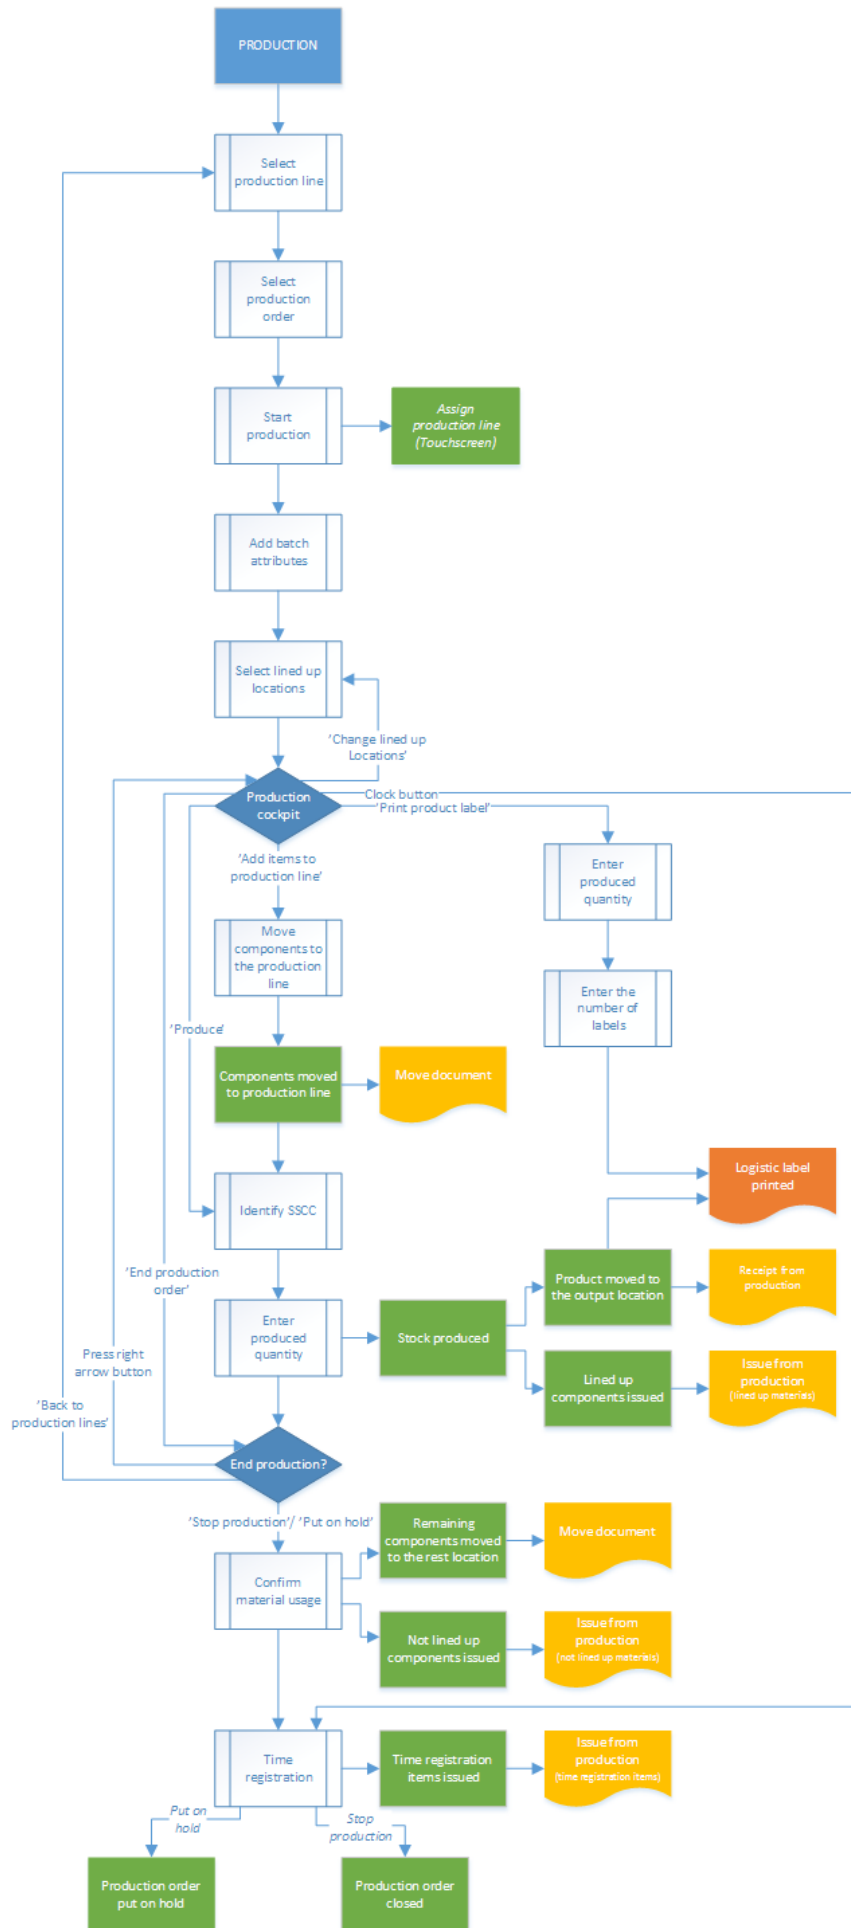 PRODUCTION
Select
production line
Select
production
order
Start
production
Assign
production line
(Touchscreen)
Add batch
attributes
Select lined up
locations
'Change lined up
Locations'
Production
cockpit
Clock button
'Print product label'
'Add items to
production line'
Enter
produced
quantity
Move
components to
the production
line
Enter the
number of
labels
'Produce'
Components moved
to production line
Move document
Logistic label
printed
Identify SSCC
'End production
order'
Product moved to
the output location
Receipt from
production
Enter
produced
quantity
Stock produced
Press right
arrow button
Lined up
components issued
Issue from
production
(lined up materials)
'Back to
production lines'
End production?
'Stop production'/ 'Put on hold'
Remaining
components moved
to the rest location
Move document
Confirm
material usage
Not lined up
components issued
Issue from
production
(not lined up materials)
Time
registration
Time registration
items issued
Issue from
production
(time registration items)
Put on
hold
Stop
production
Production order
put on hold
Production order
closed